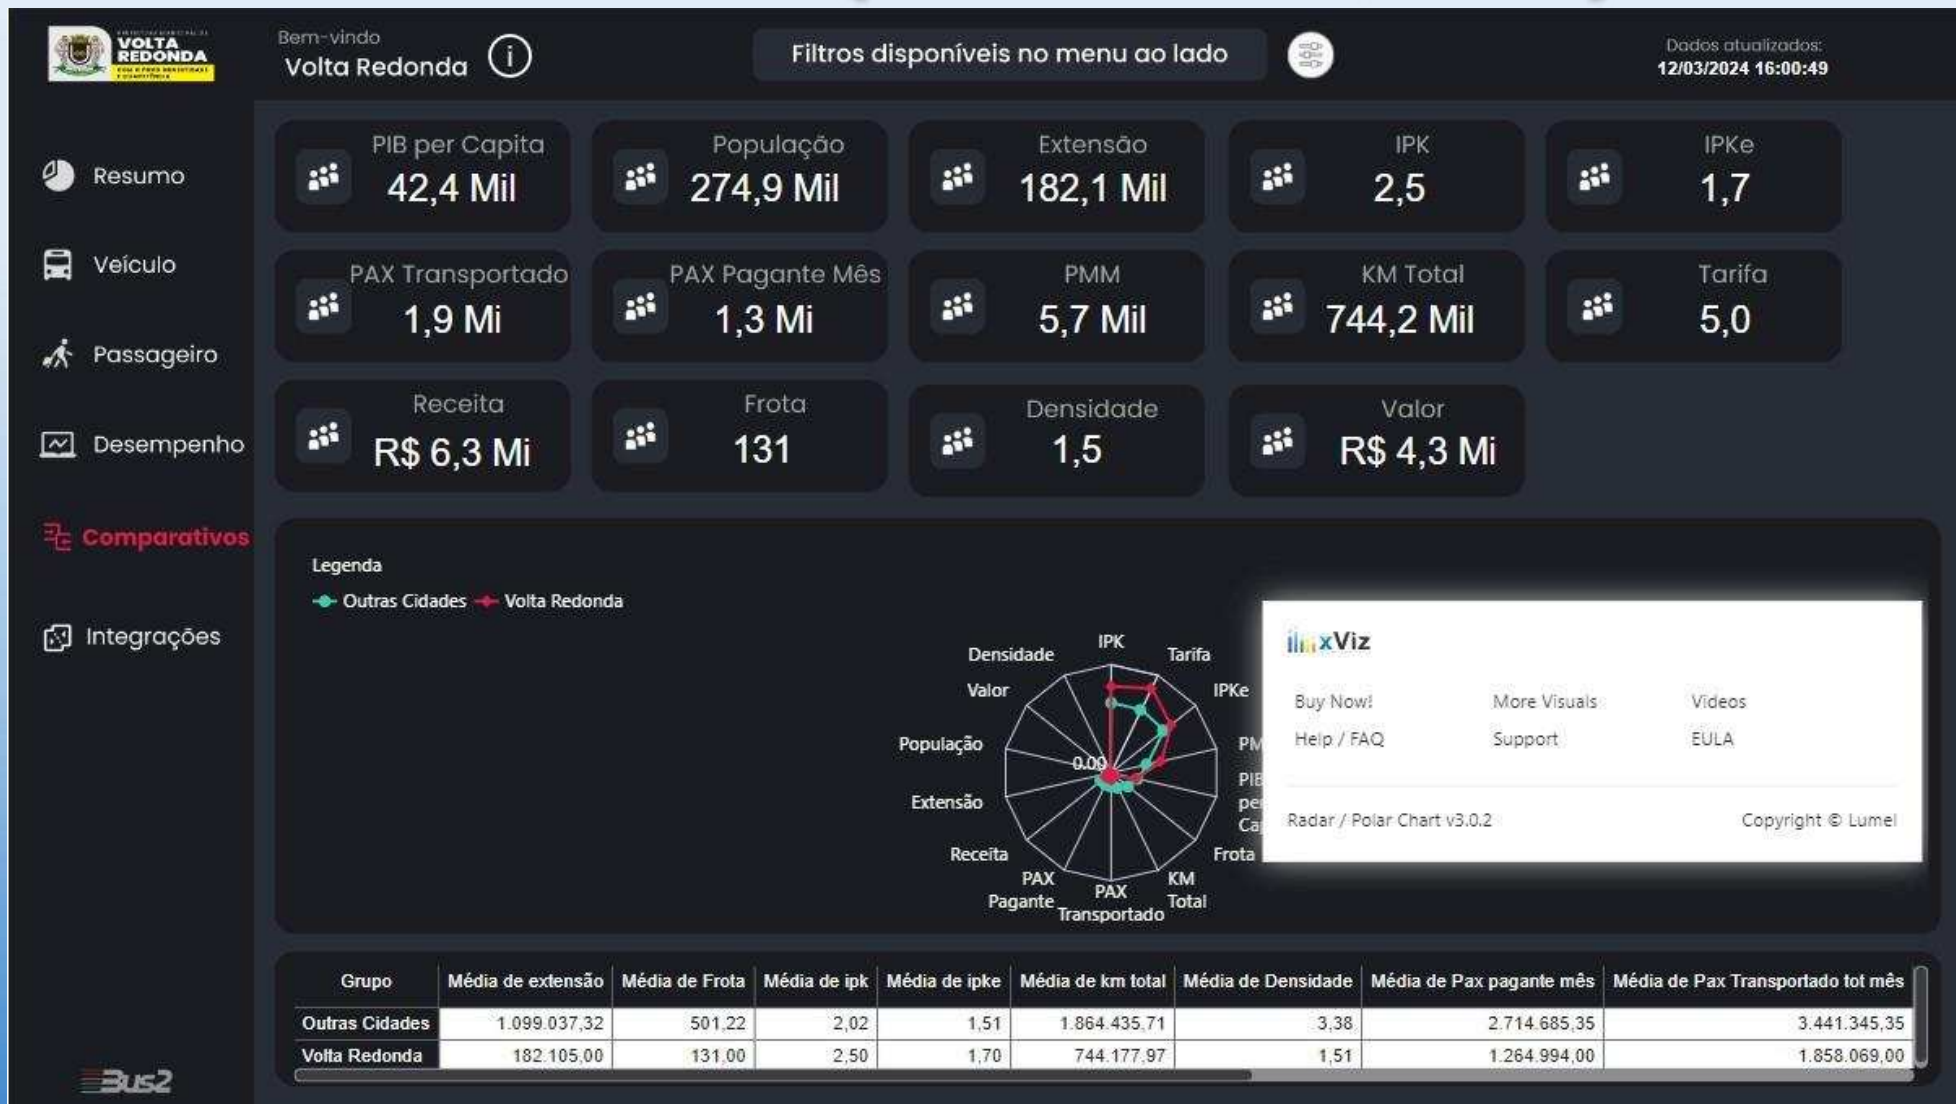 VOLTA
REDONDA
Bem-vindo
Volta Redonda
Filtros disponíveis no menu ao lado
Dados atualizados:
12/03/2024 16:00:49
Resumo
Veículo
Passageiro
Desempenho
Comparativos
Integrações
PIB per Capita
42,4 Mil
População
274,9 Mil
Extensão
182,1 Mil
IPK
2,5
IPKe
1,7
PAX Transportado
1,9 Mi
PAX Pagante Mês
1,3 Mi
PMM
5,7 Mil
KM Total
744,2 Mil
Tarifa
5,0
Receita
R$ 6,3 Mi
Frota
131
Densidade
1,5
Valor
R$ 4,3 Mi
Legenda
Outras Cidades Volta Redonda
IPK
Tarifa
IPKe
PM
PIB
per
Ca
Frota
KM
Total
PAX
Transportado
PAX
Pagante
Receita
Extensão
População
Valor
Densidade
0.00
xViz
Buy Now! More Visuals Videos
Help / FAQ Support EULA
Radar / Polar Chart v3.0.2 Copyright © Lumel
Grupo Média de extensão Média de Frota Média de ipk Média de ipke Média de km total Média de Densidade Média de Pax pagante mês Média de Pax Transportado tot mês
Outras Cidades 1.099.037,32 501,22 2,02 1,51 1.864.435,71 3,38 2.714.685,35 3.441.345,35
Volta Redonda 182.105,00 131,00 2,50 1,70 744.177,97 1,51 1.264.994,00 1.858.069,00
Bus2